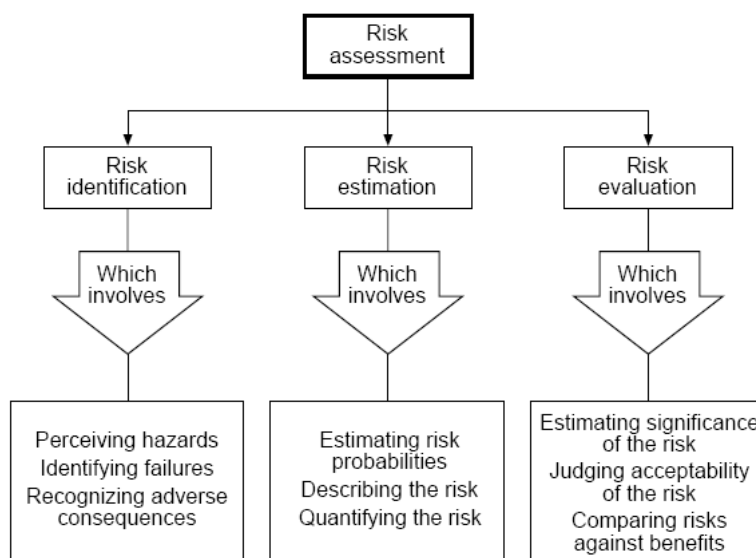 Risk
assessment
Risk
identification
Risk
estimation
Risk
evaluation
Which
involves
Which
involves
Which
involves
Perceiving hazards
Identifying failures
Recognizing adverse
consequences
Estimating risk
probabilities
Describing the risk
Quantifying the risk
Estimating significance
of the risk
Judging acceptability
of the risk
Comparing risks
against benefits